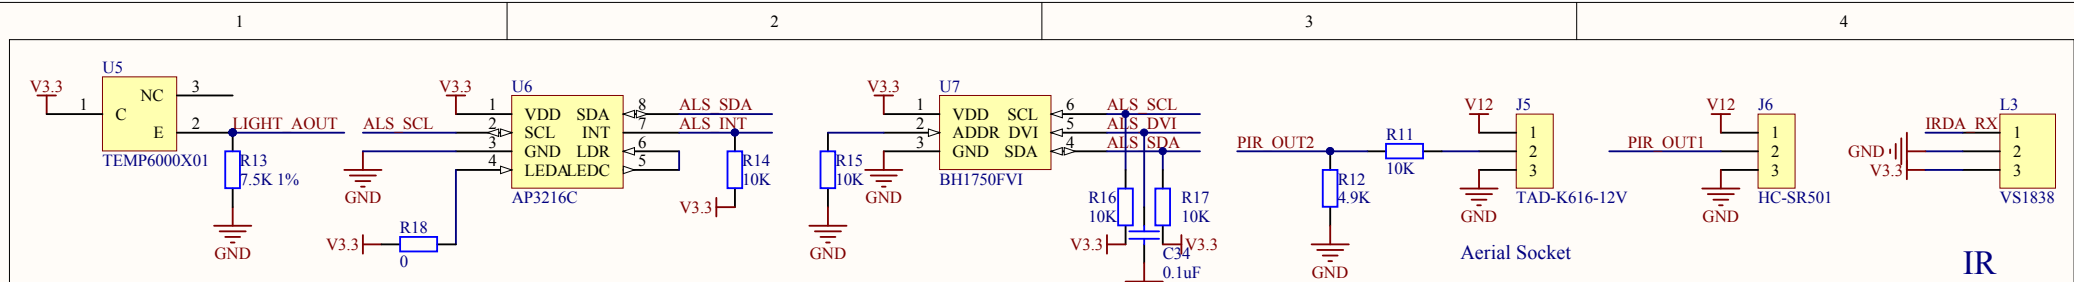 1
2
3
4
U5
V3.3
1
C
NC
3
E
2
LIGHT_AOUT
TEMP6000X01
R13
7.5K 1%
GND
U6
V3.3
1
VDD
SDA
8
ALS_SDA
ALS_SCL
2
SCL
INT
7
ALS_INT
3
GND
LDR
6
4
LEDA
LEDC
5
AP3216C
GND
R14
10K
V3.3
R18
V3.3
0
U7
V3.3
1
VDD
SCL
6
ALS_SCL
2
ADDR
DVI
5
ALS_DVI
3
GND
SDA
4
ALS_SDA
BH1750FVI
R15
10K
GND
GND
R16
10K
V3.3
R17
10K
V3.3
C34
0.1uF
PIR_OUT2
R11
10K
R12
4.9K
GND
V12
J5
1
2
3
TAD-K616-12V
GND
Aerial Socket
V12
J6
PIR_OUT1
1
2
3
HC-SR501
GND
L3
IRDA_RX
1
GND
2
V3.3
3
VS1838
IR